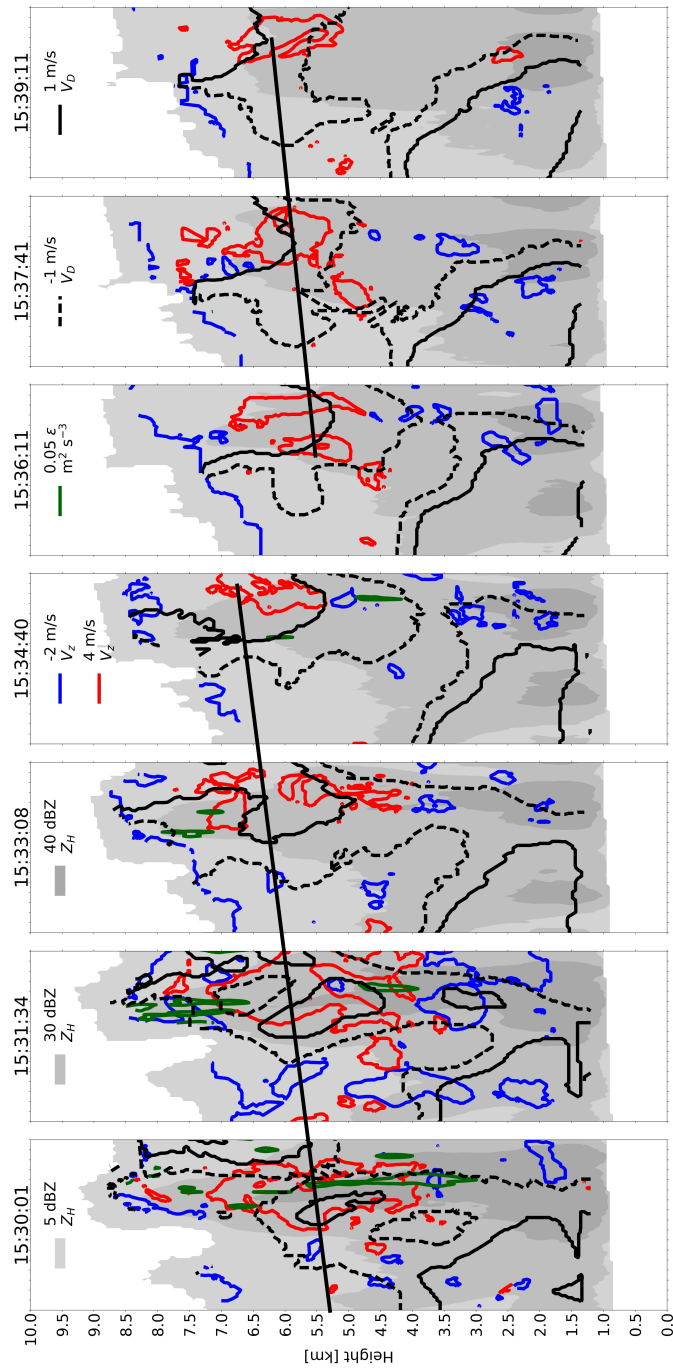 15:30:01
15:31:34
15:33:08
15:34:40
15:36:11
15:37:41
15:39:11
5 dBZ
Z_H
30 dBZ
Z_H
40 dBZ
Z_H
-2 m/s
V_z
4 m/s
V_z
0.05 ε
m² s⁻³
-1 m/s
V_D
1 m/s
V_D
10.0
9.5
9.0
8.5
8.0
7.5
7.0
6.5
6.0
5.5
5.0
4.5
4.0
3.5
3.0
2.5
2.0
1.5
1.0
0.5
0.0
Height [km]